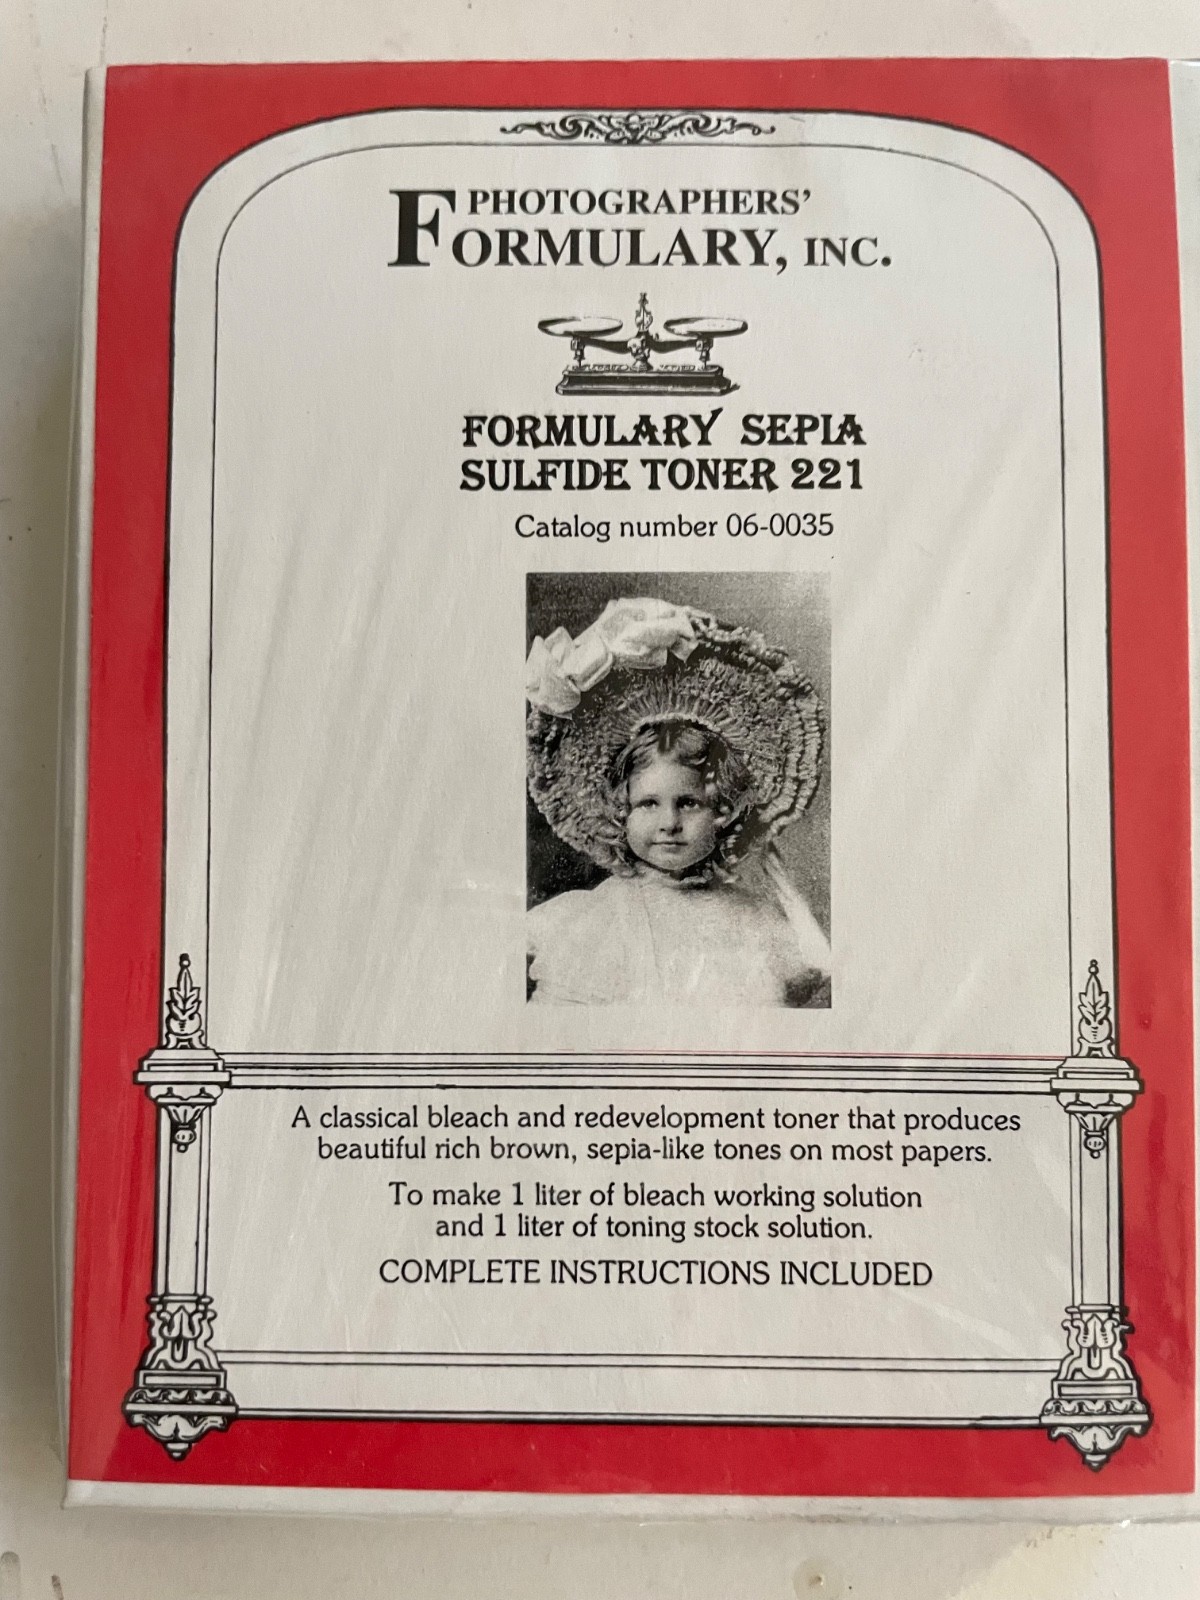 PHOTOGRAPHERS'
FORMULARY, INC.
FORMULARY SEPIA
SULFIDE TONER 221
Catalog number 06-0035
A classical bleach and redevelopment toner that produces
beautiful rich brown, sepia-like tones on most papers.
To make 1 liter of bleach working solution
and 1 liter of toning stock solution.
COMPLETE INSTRUCTIONS INCLUDED